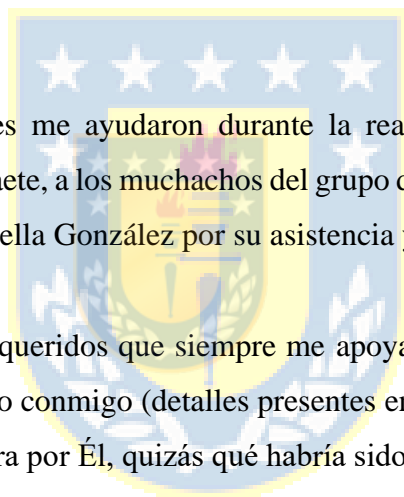 es me ayudaron durante la rea
aete, a los muchachos del grupo d
ella González por su asistencia y
queridos que siempre me apoya
o conmigo (detalles presentes en
ra por Él, quizás qué habría sido